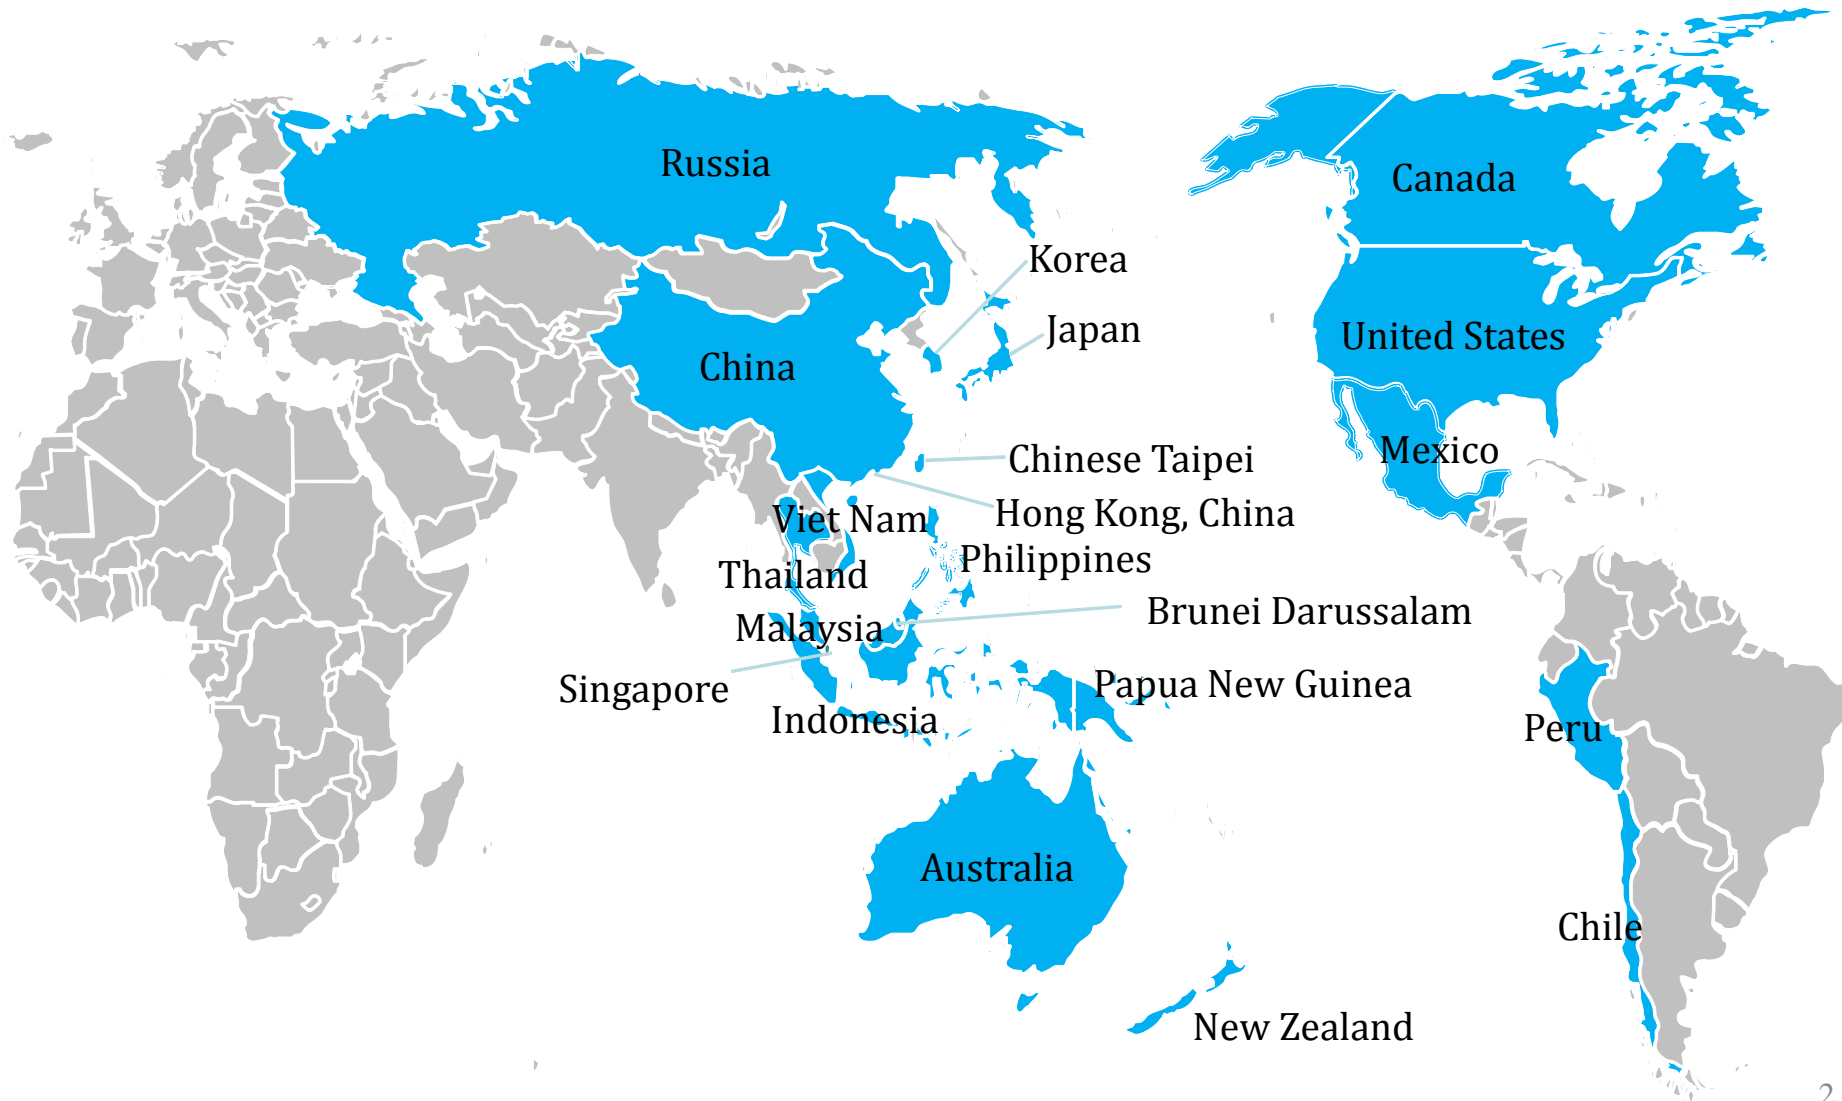 Russia
Canada
Korea
Japan
United States
China
Mexico
Chinese Taipei
Hong Kong, China
Viet Nam
Philippines
Thailand
Brunei Darussalam
Malaysia
Papua New Guinea
Singapore
Indonesia
Peru
Australia
Chile
New Zealand
2